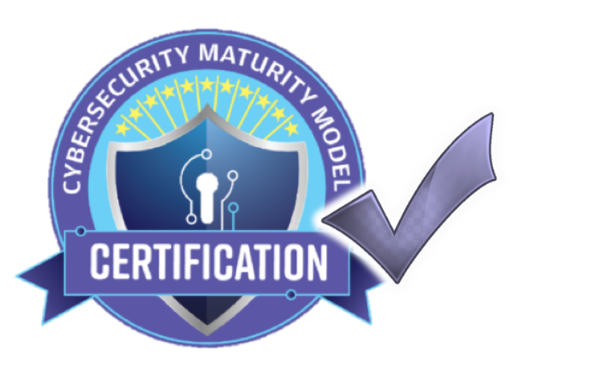 CYBERSECURITY MATURITY MODEL
CERTIFICATION